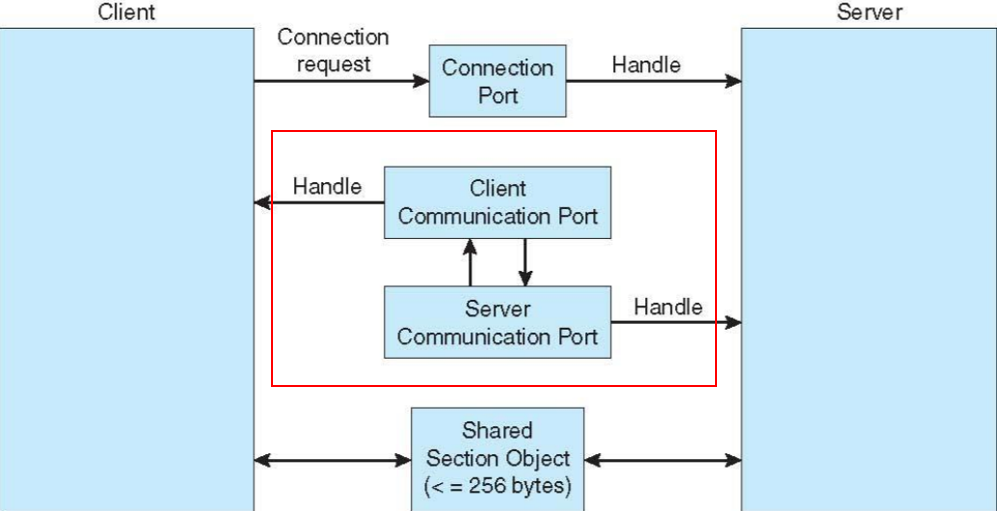 Client
Server
Connection
request
Connection
Port
Handle
Handle
Client
Communication Port
Server
Communication Port
Handle
Shared
Section Object
(< = 256 bytes)